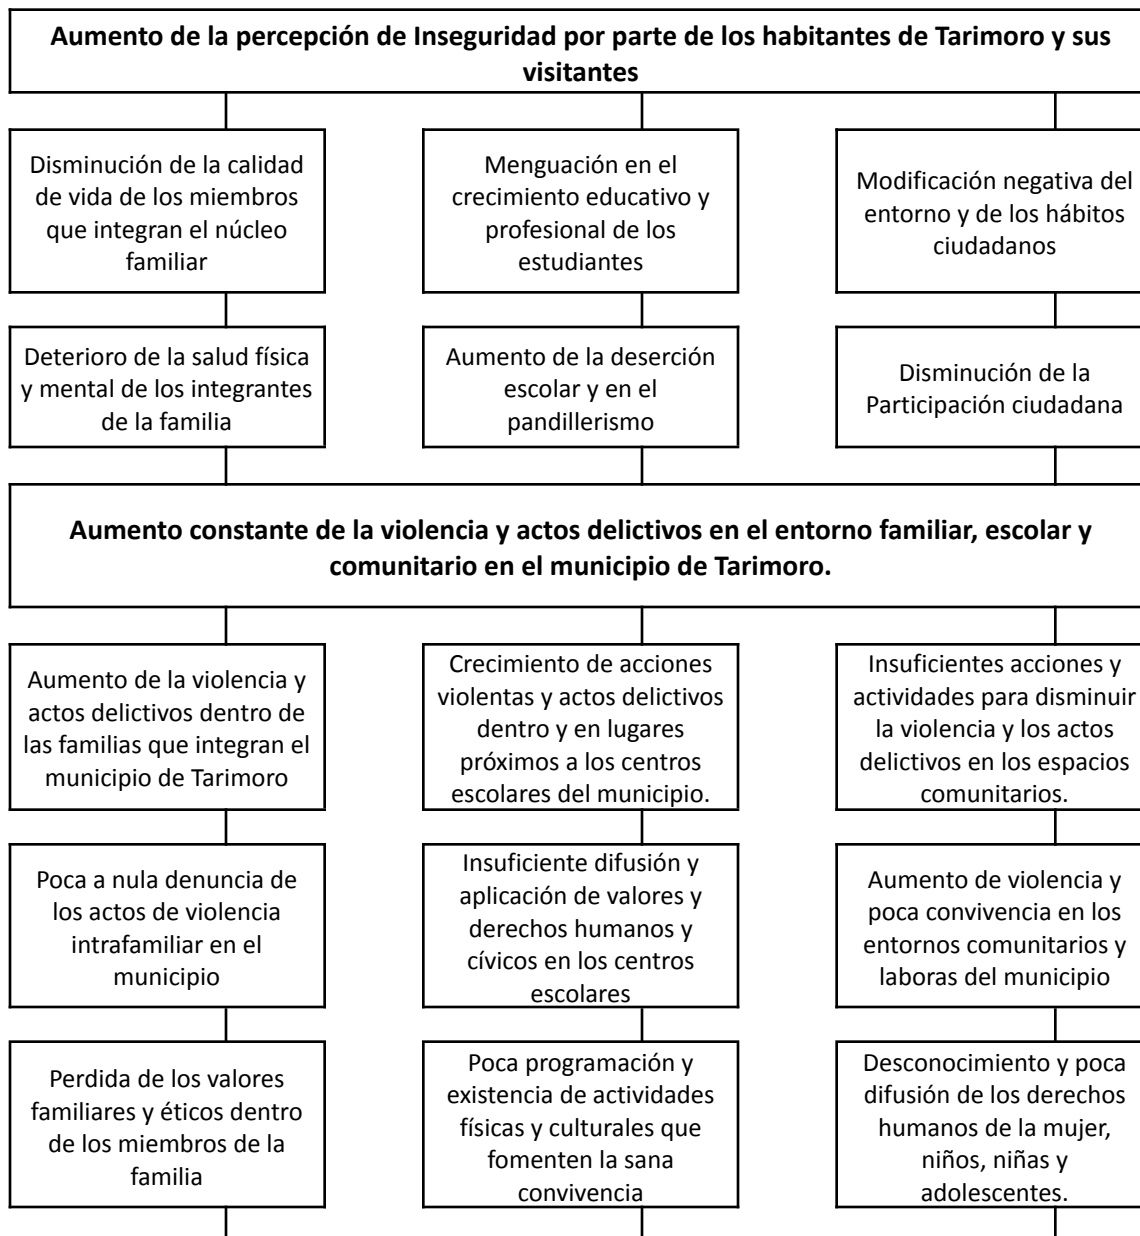 Aumento de la percepción de Inseguridad por parte de los habitantes de Tarimoro y sus
visitantes
Disminución de la calidad
de vida de los miembros
que integran el núcleo
familiar
Menguación en el
crecimiento educativo y
profesional de los
estudiantes
Modificación negativa del
entorno y de los hábitos
ciudadanos
Deterioro de la salud física
y mental de los integrantes
de la familia
Aumento de la deserción
escolar y en el
pandillerismo
Disminución de la
Participación ciudadana
Aumento constante de la violencia y actos delictivos en el entorno familiar, escolar y
comunitario en el municipio de Tarimoro.
Aumento de la violencia y
actos delictivos dentro de
las familias que integran el
municipio de Tarimoro
Crecimiento de acciones
violentas y actos delictivos
dentro y en lugares
próximos a los centros
escolares del municipio.
Insuficientes acciones y
actividades para disminuir
la violencia y los actos
delictivos en los espacios
comunitarios.
Poca a nula denuncia de
los actos de violencia
intrafamiliar en el
municipio
Insuficiente difusión y
aplicación de valores y
derechos humanos y
cívicos en los centros
escolares
Aumento de violencia y
poca convivencia en los
entornos comunitarios y
laboras del municipio
Perdida de los valores
familiares y éticos dentro
de los miembros de la
familia
Poca programación y
existencia de actividades
físicas y culturales que
fomenten la sana
convivencia
Desconocimiento y poca
difusión de los derechos
humanos de la mujer,
niños, niñas y
adolescentes.